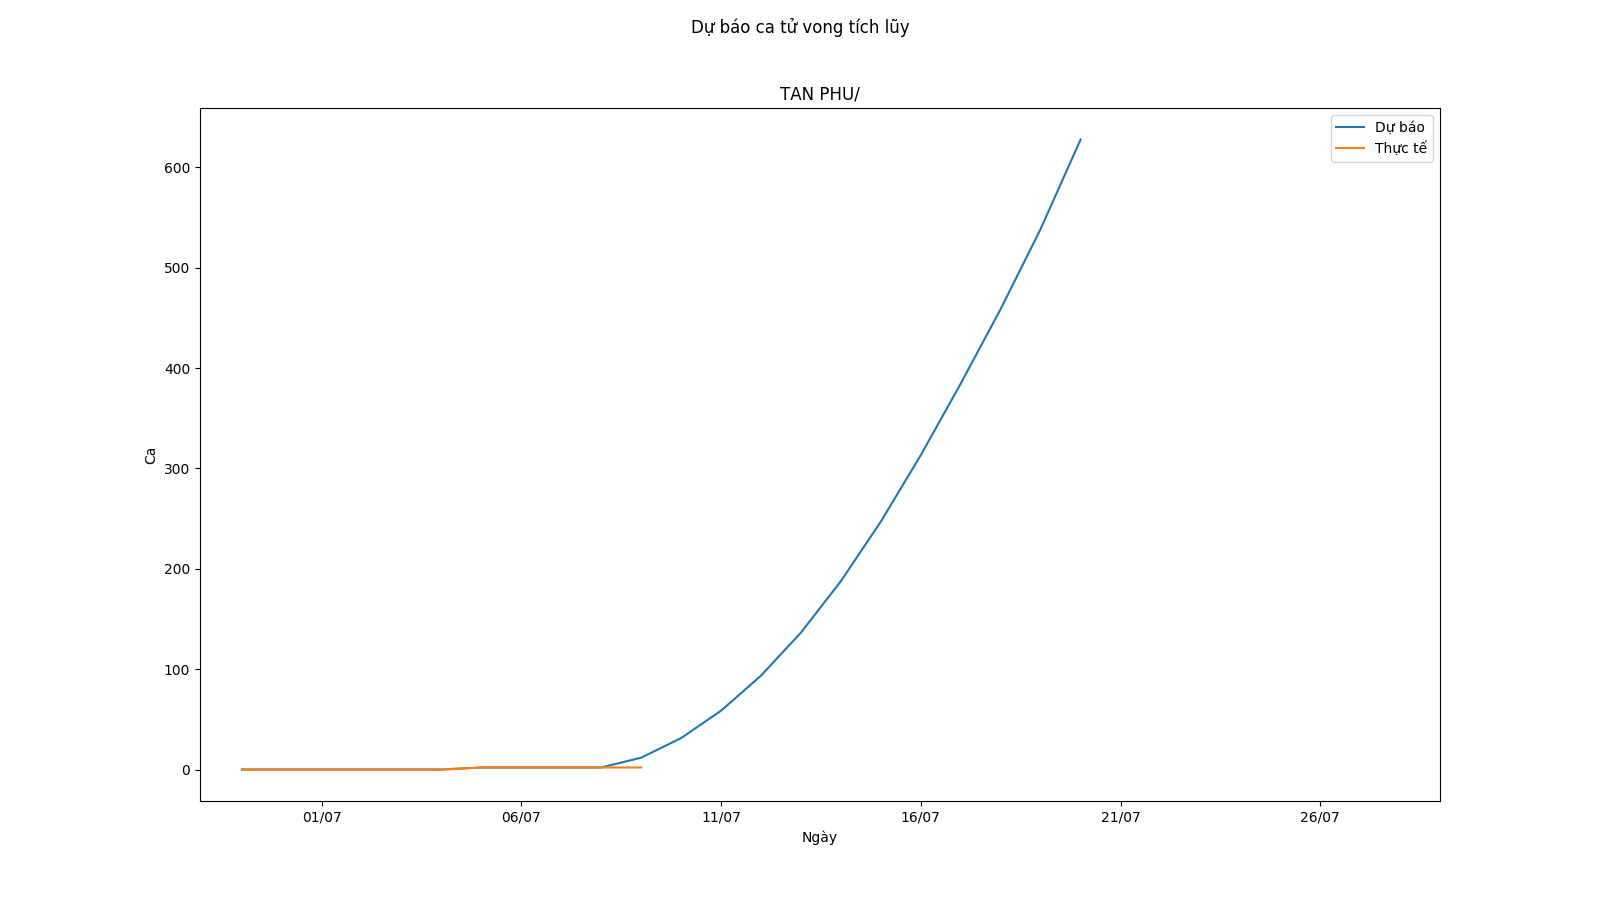 Dự báo ca tử vong tích lũy
TAN PHU/
Dự báo
Thực tế
600
500
400
300
200
100
0
Ca
01/07
06/07
11/07
16/07
21/07
26/07
Ngày